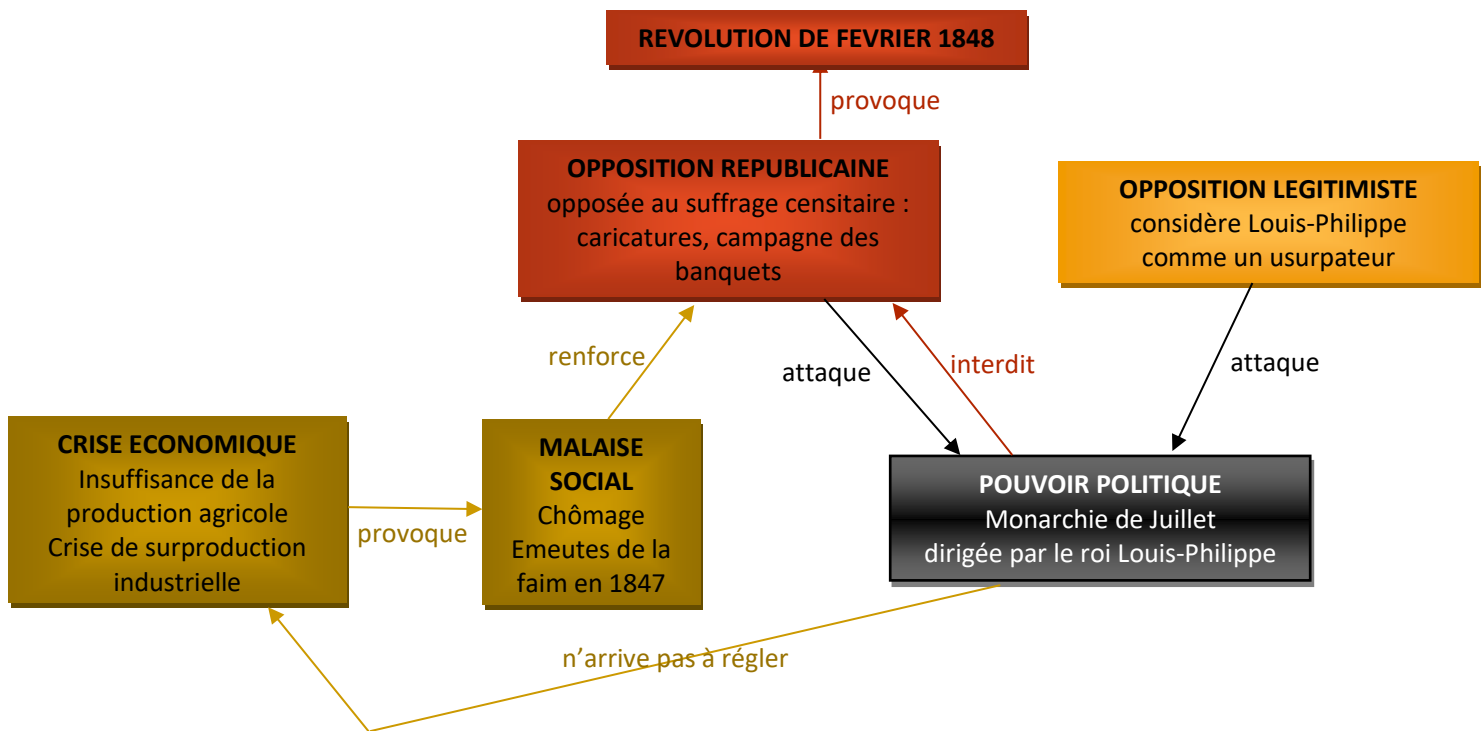 REVOLUTION DE FEVRIER 1848
provoque
OPPOSITION REPUBLICAINE
opposée au suffrage censitaire :
caricatures, campagne des
banquets
OPPOSITION LEGITIMISTE
considère Louis-Philippe
comme un usurpateur
renforce
attaque
interdit
attaque
CRISE ECONOMIQUE
Insuffisance de la
production agricole
Crise de surproduction
industrielle
provoque
MALAISE
SOCIAL
Chômage
Emeutes de la
faim en 1847
POUVOIR POLITIQUE
Monarchie de Juillet
dirigée par le roi Louis-Philippe
n’arrive pas à régler